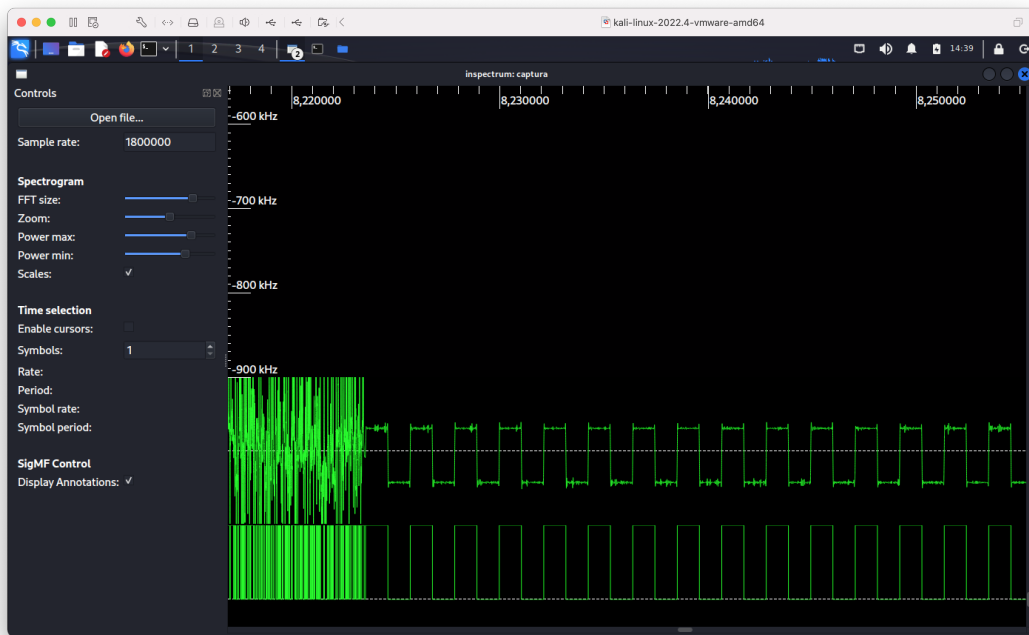 kali-linux-2022.4-vmware-amd64
1 2 3 4 2 14:39
inspectrum: captura
Controls
Open file...
Sample rate: 1800000
Spectrogram
FFT size:
Zoom:
Power max:
Power min:
Scales: ✓
Time selection
Enable cursors:
Symbols: 1
Rate:
Period:
Symbol rate:
Symbol period:
SigMF Control
Display Annotations: ✓
8,220000 8,230000 8,240000 8,250000
-600 kHz
-700 kHz
-800 kHz
-900 kHz